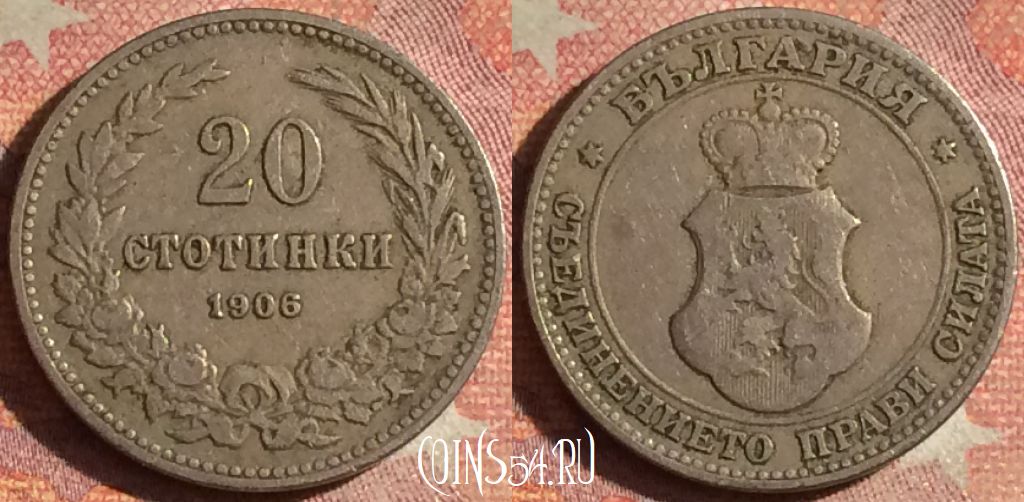 20
СТОТИНКИ
1906
БЪЛГАРИЯ
СЪЕДИНЕНИЕТО ПРАВИ СИЛАТА
COINS54.RU